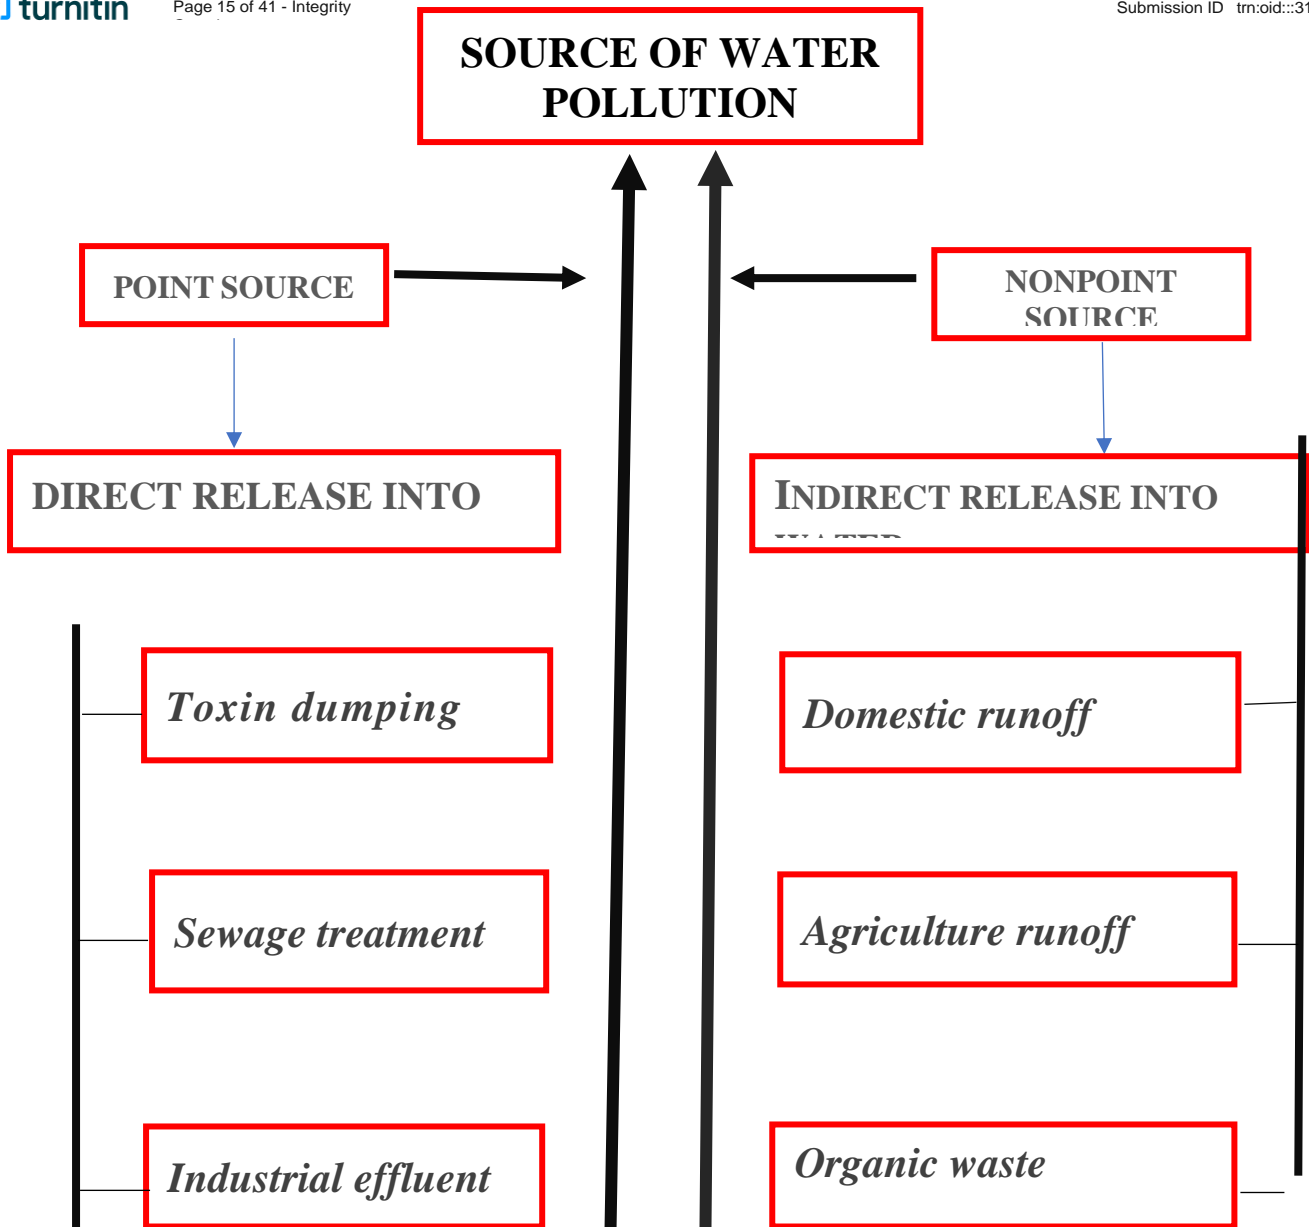 turnitin
Page 15 of 41 - Integrity
Submission ID trn:oid:::31
SOURCE OF WATER
POLLUTION
POINT SOURCE
NONPOINT
SOURCE
DIRECT RELEASE INTO
INDIRECT RELEASE INTO
WATER
Toxin dumping
Domestic runoff
Sewage treatment
Agriculture runoff
Industrial effluent
Organic waste